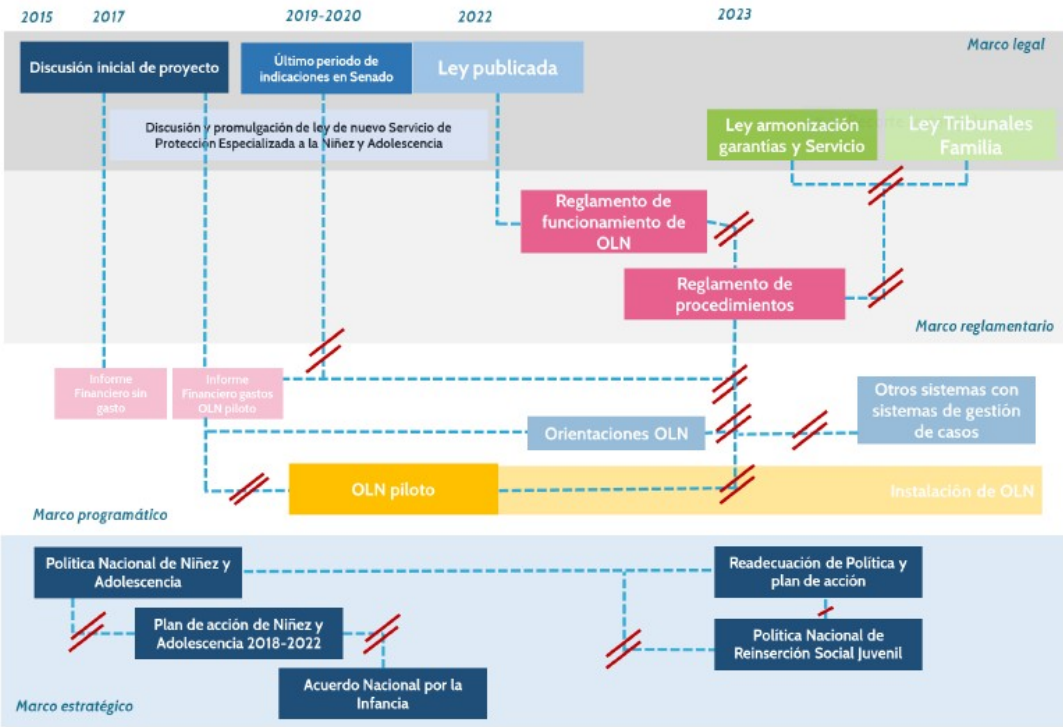 2015
2017
2019-2020
2022
2023
Marco legal
Discusión inicial de proyecto
Último periodo de
indicaciones en Senado
Ley publicada
Discusión y promulgación de ley de nuevo Servicio de
Protección Especializada a la Niñez y Adolescencia
Ley armonización
garantías y Servicio
Ley Tribunales
Familia
Reglamento de
funcionamiento de
OLN
Reglamento de
procedimientos
Marco reglamentario
Informe
Financiero sin
gasto
Informe
Financiero gastos
OLN piloto
Otros sistemas con
sistemas de gestión
de casos
Orientaciones OLN
OLN piloto
Instalación de OLN
Marco programático
Política Nacional de Niñez y
Adolescencia
Readecuación de Política y
plan de acción
Plan de acción de Niñez y
Adolescencia 2018-2022
Política Nacional de
Reinserción Social Juvenil
Acuerdo Nacional por la
Infancia
Marco estratégico